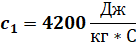 c₁ = 4200 Дж / кг * С